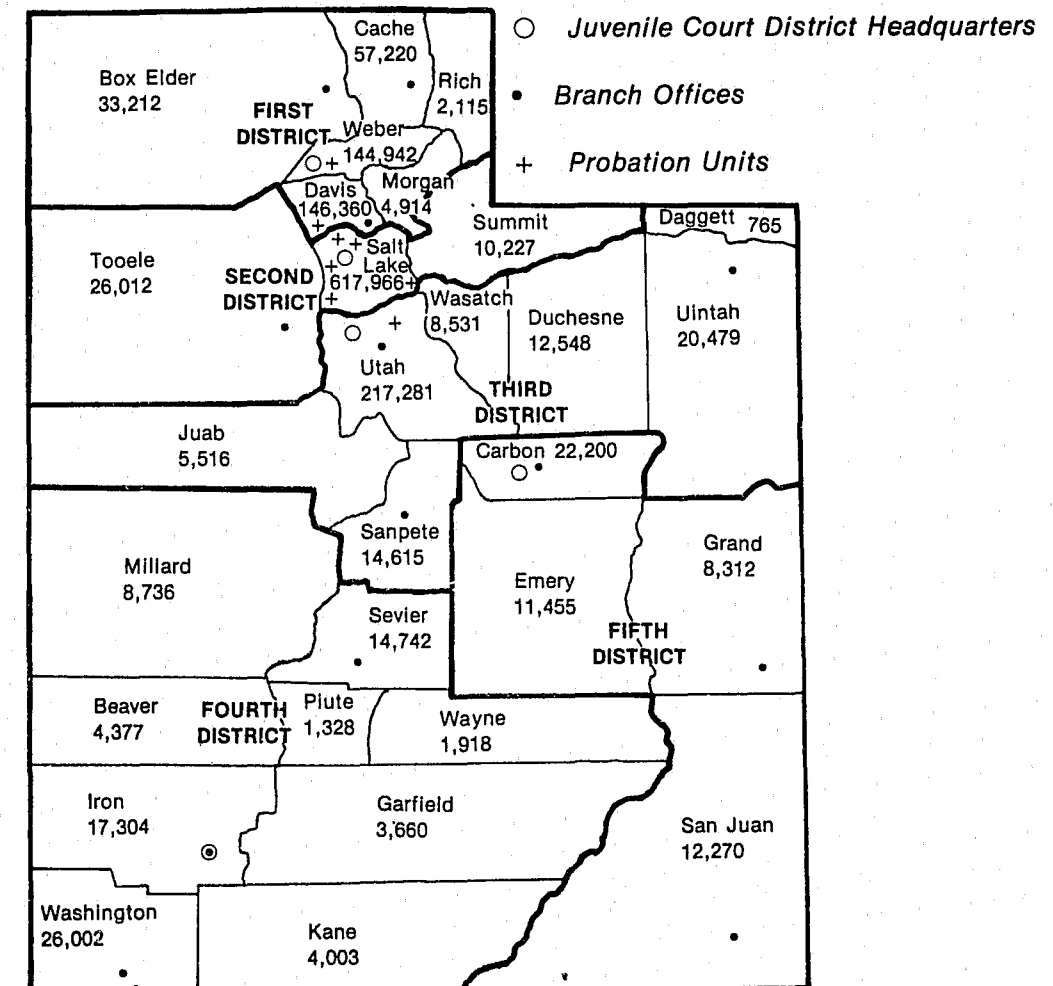 Juvenile Court District Headquarters
Branch Offices
+ Probation Units
Cache
57,220
Box Elder
33,212
Rich
2,115
FIRST
DISTRICT
Weber
144,942
Davis
146,360
Morgan
4,914
Summit
10,227
Daggett 765
Tooele
26,012
SECOND
DISTRICT
Salt
Lake
617,966
Wasatch
8,531
Duchesne
12,548
Uintah
20,479
Utah
217,281
THIRD
DISTRICT
Juab
5,516
Carbon 22,200
Sanpete
14,615
Millard
8,736
Emery
11,455
Grand
8,312
Sevier
14,742
FIFTH
DISTRICT
Beaver
4,377
FOURTH
DISTRICT
Piute
1,328
Wayne
1,918
Iron
17,304
Garfield
3,660
San Juan
12,270
Washington
26,002
Kane
4,003